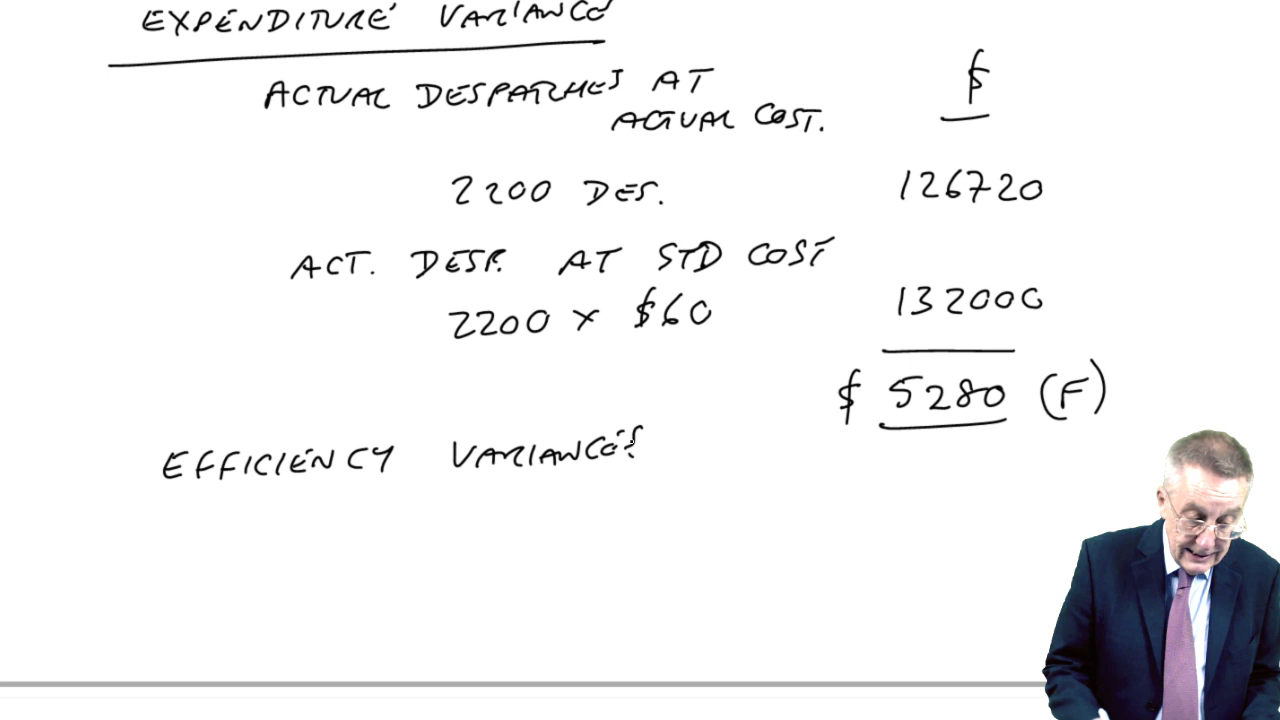 EXPENDITURE VARIANCE
ACTUAL DESPATCHES AT $
ACTUAL COST.
2200 DES. 126720
ACT. DESP. AT STD COST
2200 x $60 132000
$ 5280 (F)
EFFICIENCY VARIANCES